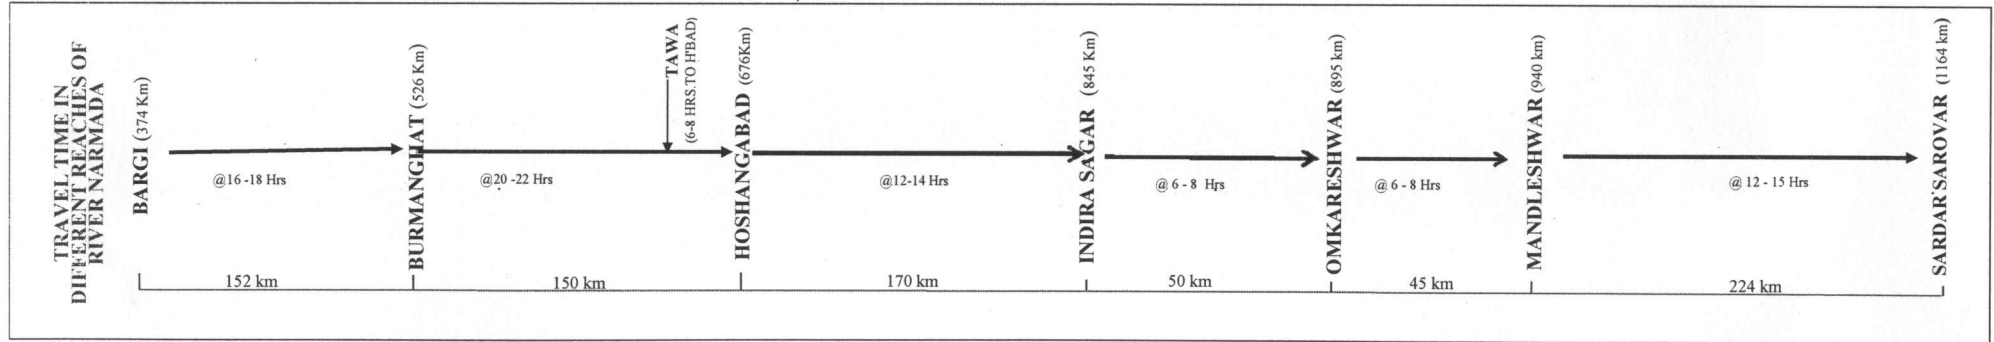 TRAVEL TIME IN
DIFFERENT REACHES OF
RIVER NARMADA
BARGI (374 Km)
@16 -18 Hrs
152 km
BURMANGHAT (526 Km)
@20 -22 Hrs
150 km
TAWA
(6-8 HRS.TO H'BAD)
HOSHANGABAD (676Km)
@12-14 Hrs
170 km
INDIRA SAGAR (845 Km)
@ 6 - 8 Hrs
50 km
OMKARESHWAR (895 km)
@ 6 - 8 Hrs
45 km
MANDLESHWAR (940 km)
@ 12 - 15 Hrs
224 km
SARDAR SAROVAR (1164 km)